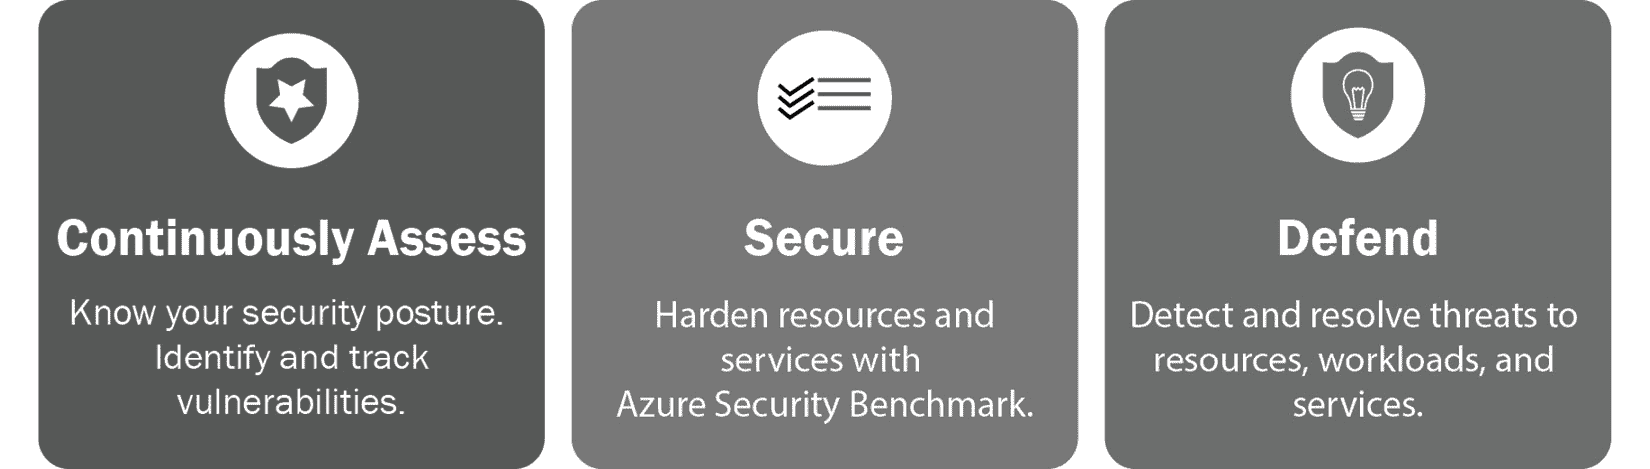 Continuously Assess
Know your security posture.
Identify and track
vulnerabilities.
Secure
Harden resources and
services with
Azure Security Benchmark.
Defend
Detect and resolve threats to
resources, workloads, and
services.